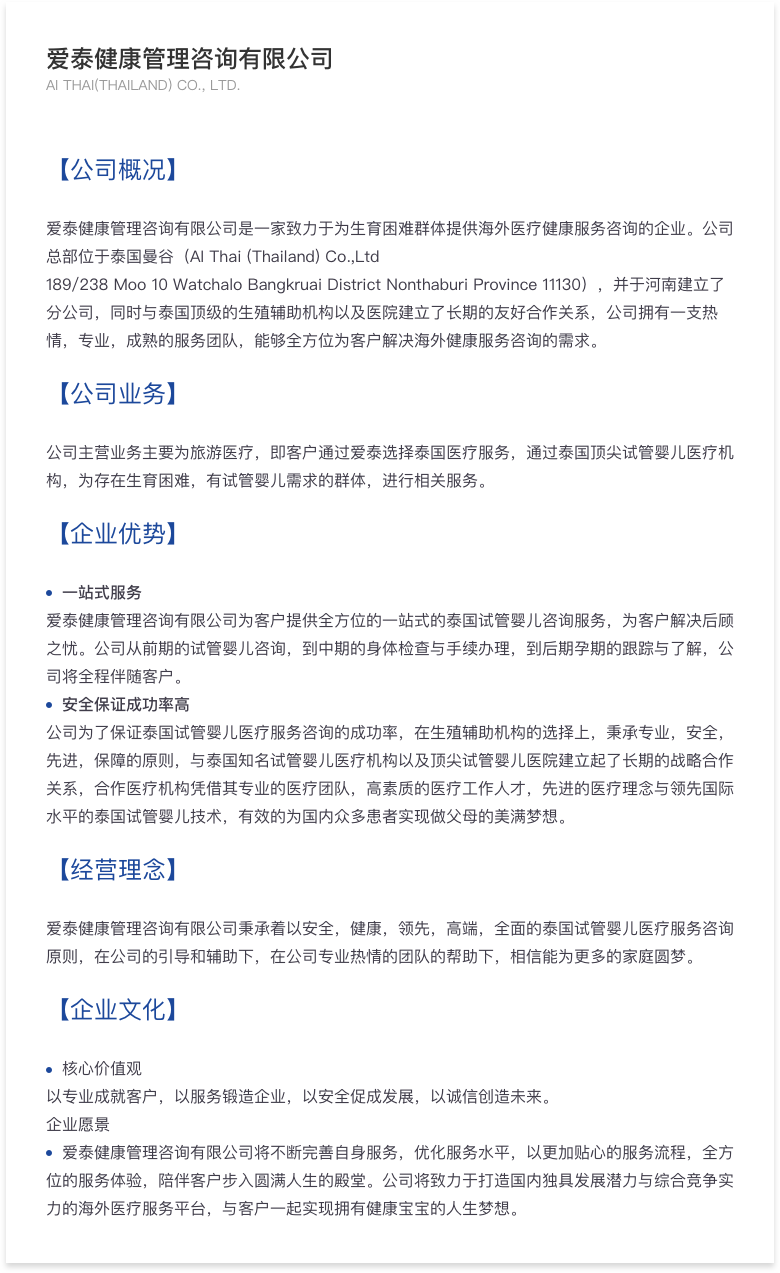 爱泰健康管理咨询有限公司
AI THAI(THAILAND) CO., LTD.
【公司概况】
爱泰健康管理咨询有限公司是一家致力于为生育困难群体提供海外医疗健康服务咨询的企业。公司
总部位于泰国曼谷（AI Thai (Thailand) Co.,Ltd
189/238 Moo 10 Watchalo Bangkruai District Nonthaburi Province 11130），并于河南建立了
分公司，同时与泰国顶级的生殖辅助机构以及医院建立了长期的友好合作关系，公司拥有一支热
情，专业，成熟的服务团队，能够全方位为客户解决海外健康服务咨询的需求。
【公司业务】
公司主营业务主要为旅游医疗，即客户通过爱泰选择泰国医疗服务，通过泰国顶尖试管婴儿医疗机
构，为存在生育困难，有试管婴儿需求的群体，进行相关服务。
【企业优势】
• 一站式服务
爱泰健康管理咨询有限公司为客户提供全方位的一站式的泰国试管婴儿咨询服务，为客户解决后顾
之忧。公司从前期的试管婴儿咨询，到中期的身体检查与手续办理，到后期孕期的跟踪与了解，公
司将全程伴随客户。
• 安全保证成功率高
公司为了保证泰国试管婴儿医疗服务咨询的成功率，在生殖辅助机构的选择上，秉承专业，安全，
先进，保障的原则，与泰国知名试管婴儿医疗机构以及顶尖试管婴儿医院建立起了长期的战略合作
关系，合作医疗机构凭借其专业的医疗团队，高素质的医疗工作人才，先进的医疗理念与领先国际
水平的泰国试管婴儿技术，有效的为国内众多患者实现做父母的美满梦想。
【经营理念】
爱泰健康管理咨询有限公司秉承着以安全，健康，领先，高端，全面的泰国试管婴儿医疗服务咨询
原则，在公司的引导和辅助下，在公司专业热情的团队的帮助下，相信能为更多的家庭圆梦。
【企业文化】
• 核心价值观
以专业成就客户，以服务锻造企业，以安全促成发展，以诚信创造未来。
企业愿景
• 爱泰健康管理咨询有限公司将不断完善自身服务，优化服务水平，以更加贴心的服务流程，全方
位的服务体验，陪伴客户步入圆满人生的殿堂。公司将致力于打造国内独具发展潜力与综合竞争实
力的海外医疗服务平台，与客户一起实现拥有健康宝宝的人生梦想。